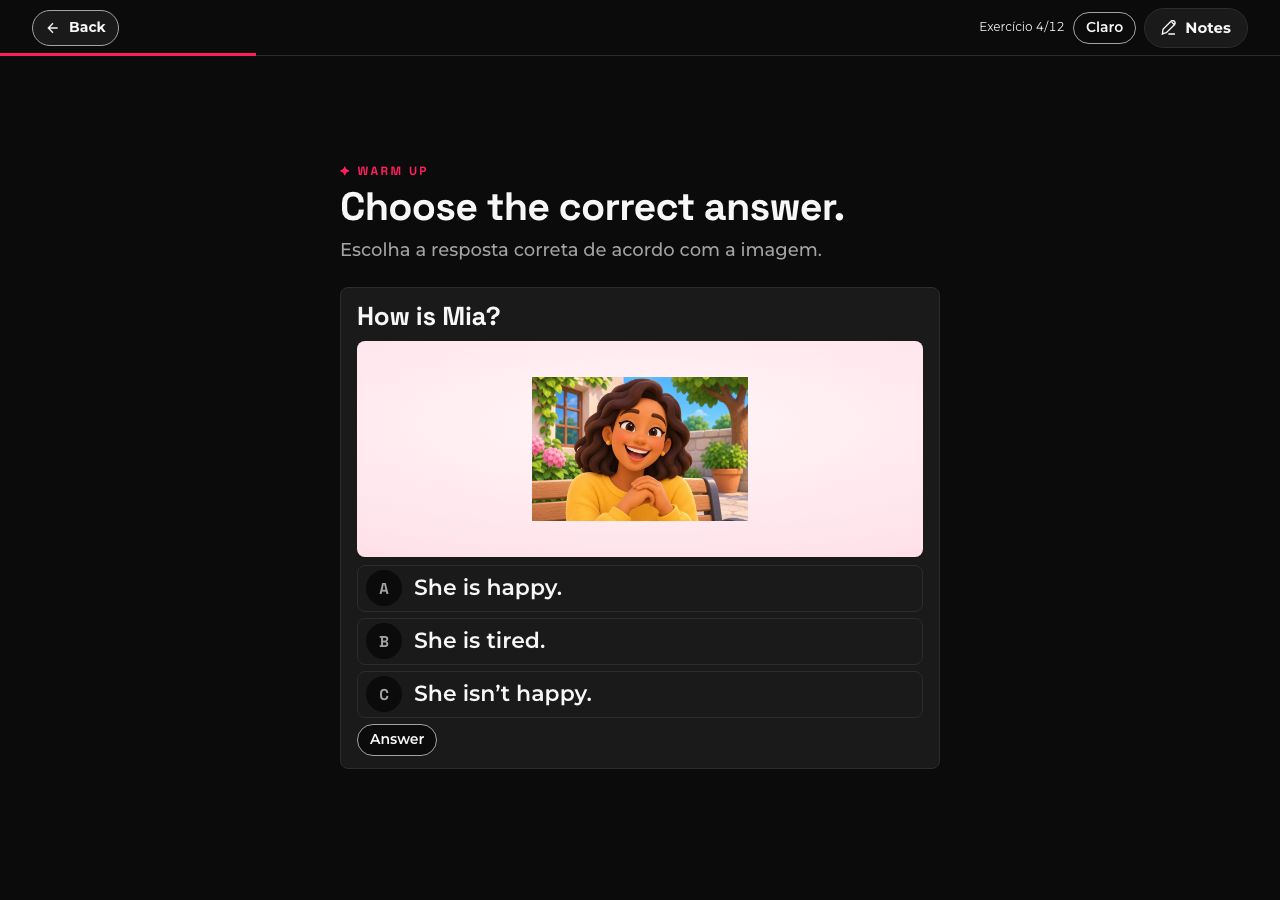 Back
Exercício 4/12
Claro
Notes
WARM UP
Choose the correct answer.
Escolha a resposta correta de acordo com a imagem.
How is Mia?
A She is happy.
B She is tired.
C She isn’t happy.
Answer